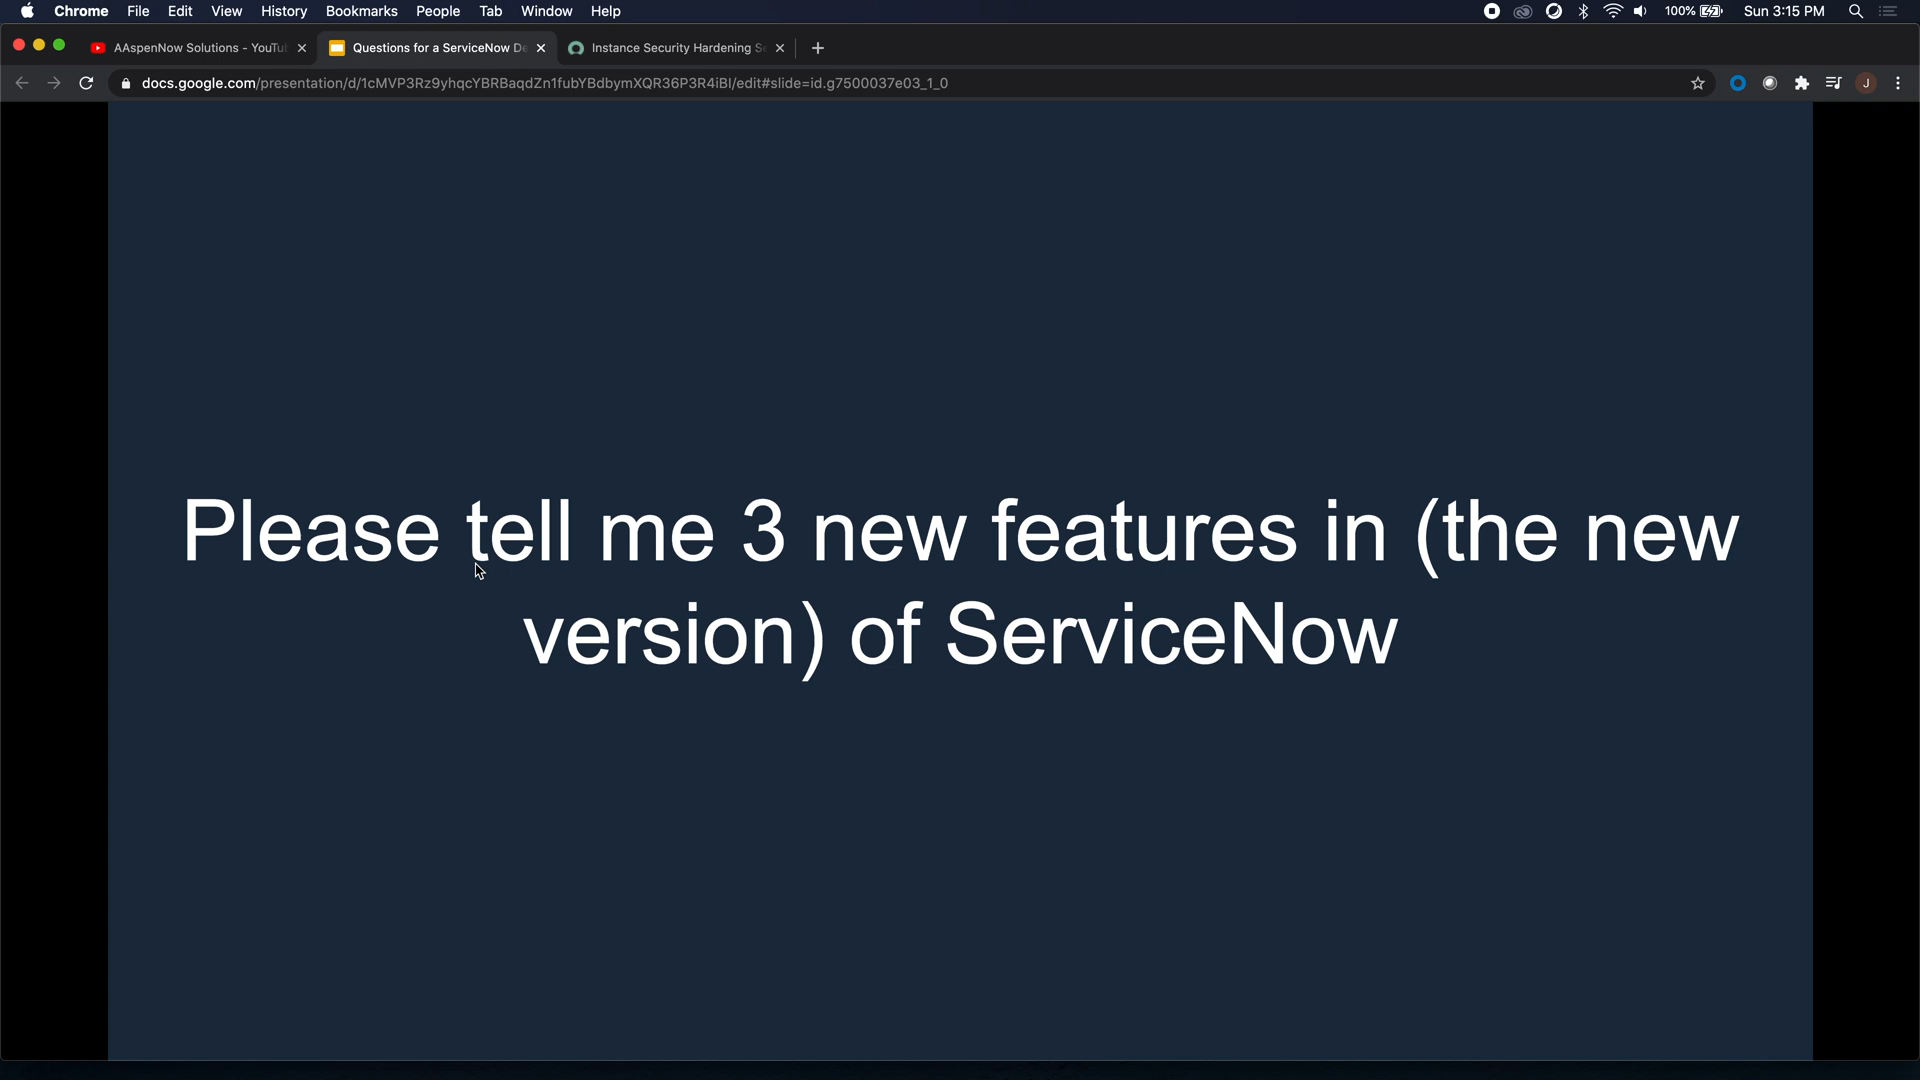 Chrome File Edit View History Bookmarks People Tab Window Help 100% Sun 3:15 PM
AAspenNow Solutions - YouTu Questions for a ServiceNow De Instance Security Hardening Se
docs.google.com/presentation/d/1cMVP3Rz9yhqcYBRBaqdZn1fubYBdbymXQR36P3R4iBI/edit#slide=id.g7500037e03_1_0 J
Please tell me 3 new features in (the new
version) of ServiceNow